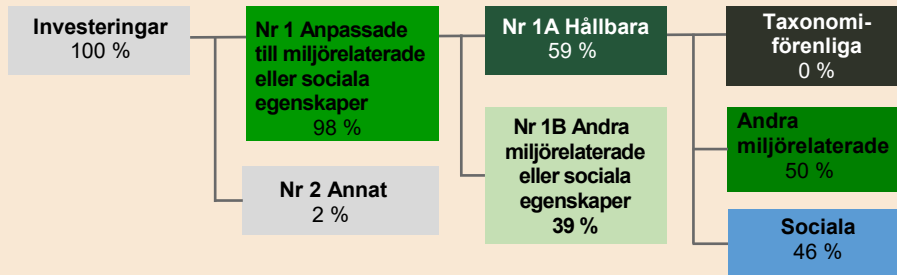 Investeringar
100 %
Nr 1 Anpassade
till miljörelaterade
eller sociala
egenskaper
98 %
Nr 2 Annat
2 %
Nr 1A Hållbara
59 %
Nr 1B Andra
miljörelaterade
eller sociala
egenskaper
39 %
Taxonomi-
förenliga
0 %
Andra
miljörelaterade
50 %
Sociala
46 %